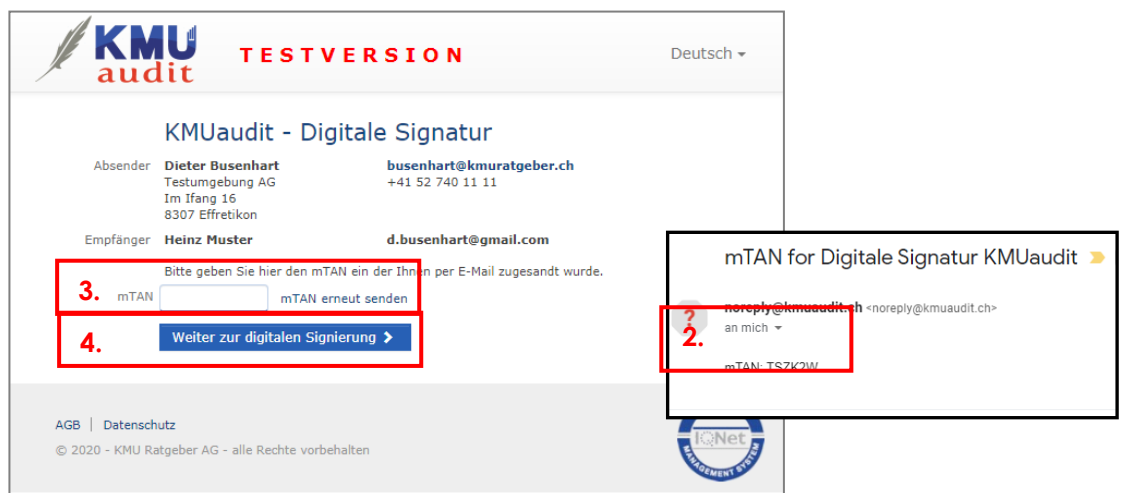 KMU
audit
TESTVERSION
Deutsch
KMUaudit - Digitale Signatur
Absender Dieter Busenhart busenhart@kmuratgeber.ch
Testumgebung AG +41 52 740 11 11
Im Ifang 16
8307 Effretikon
Empfänger Heinz Muster d.busenhart@gmail.com
Bitte geben Sie hier den mTAN ein der Ihnen per E-Mail zugesandt wurde.
3. mTAN mTAN erneut senden
4. Weiter zur digitalen Signierung
AGB | Datenschutz
© 2020 - KMU Ratgeber AG - alle Rechte vorbehalten
IQNet
MANAGEMENT SYSTEM
mTAN for Digitale Signatur KMUaudit
?
noreply@kmuaudit.ch <noreply@kmuaudit.ch>
2. an mich
mTAN: TSZK2W